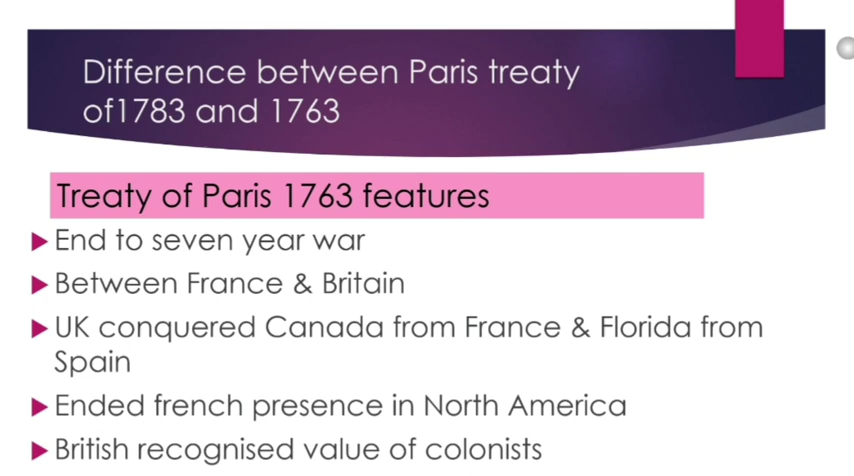 Difference between Paris treaty
of1783 and 1763
Treaty of Paris 1763 features
End to seven year war
Between France & Britain
UK conquered Canada from France & Florida from
Spain
Ended french presence in North America
British recognised value of colonists